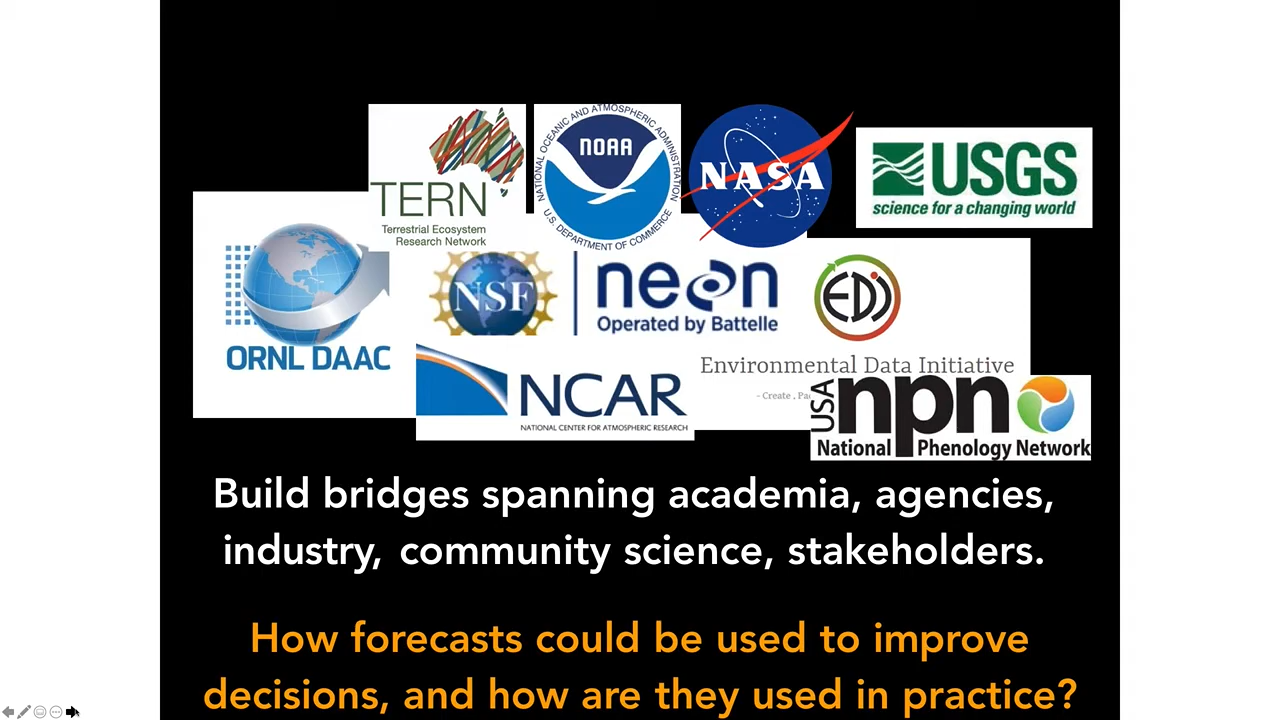 TERN
Terrestrial Ecosystem
Research Network
NATIONAL OCEANIC AND ATMOSPHERIC ADMINISTRATION
NOAA
U.S. DEPARTMENT OF COMMERCE
NASA
USGS
science for a changing world
ORNL DAAC
NSF
neon
Operated by Battelle
EDI
Environmental Data Initiative
- Create , Pac
NCAR
NATIONAL CENTER FOR ATMOSPHERIC RESEARCH
USA
npn
National Phenology Network
Build bridges spanning academia, agencies,
industry, community science, stakeholders.
How forecasts could be used to improve
decisions, and how are they used in practice?